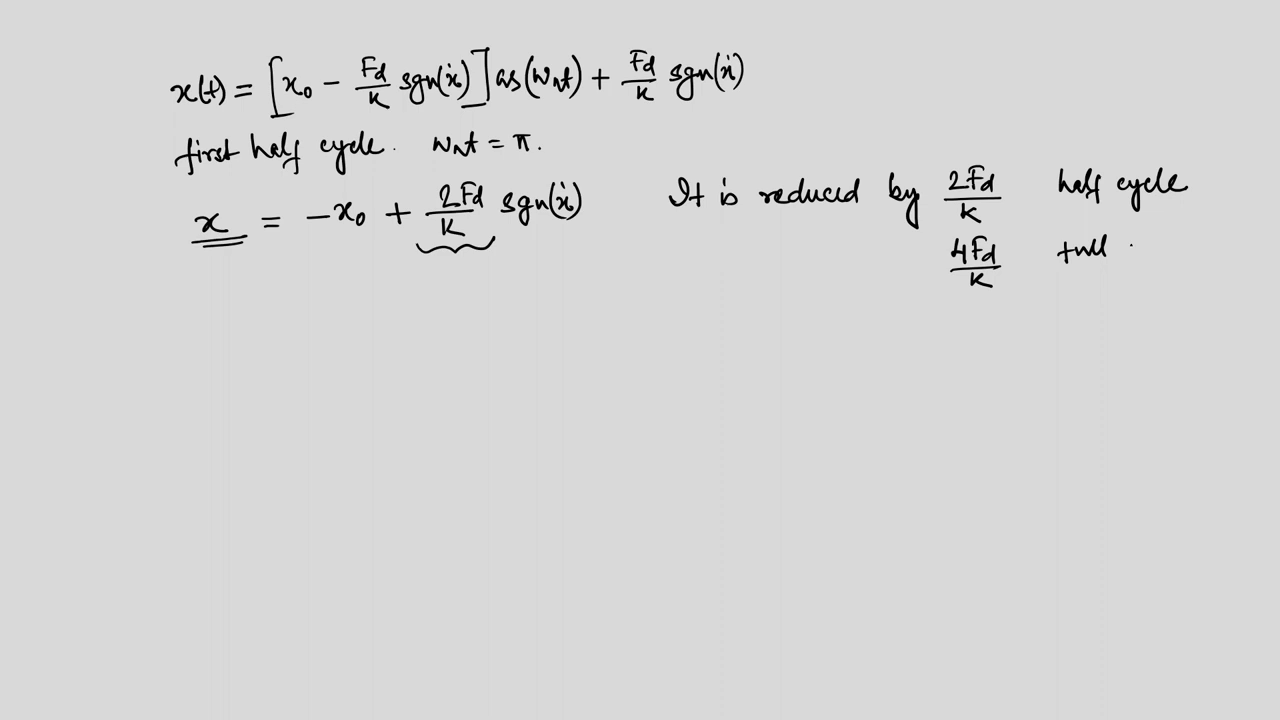 x(t) = [x₀ − Fd/K sgn(ẋ)] cos(ωₙt) + Fd/K sgn(ẋ)
first half cycle. ωₙt = π.
x = −x₀ + 2Fd/K sgn(ẋ)
It is reduced by 2Fd/K half cycle
4Fd/K full .